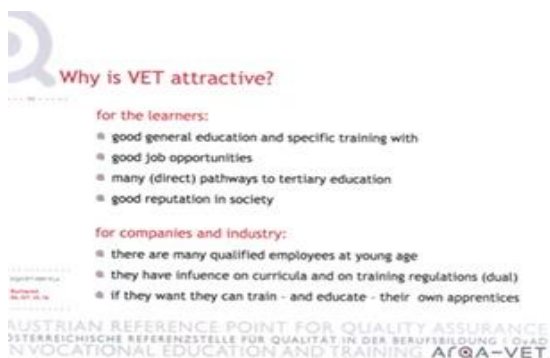 Why is VET attractive?
for the learners:
good general education and specific training with
good job opportunities
many (direct) pathways to tertiary education
good reputation in society
for companies and industry:
there are many qualified employees at young age
they have infuence on curricula and on training regulations (dual)
if they want they can train - and educate - their own apprentices
AUSTRIAN REFERENCE POINT FOR QUALITY ASSURANCE
ÖSTERREICHISCHE REFERENZSTELLE FÜR QUALITÄT IN DER BERUFSBILDUNG | OeAD
IN VOCATIONAL EDUCATION AND TRAINING ARQA-VET